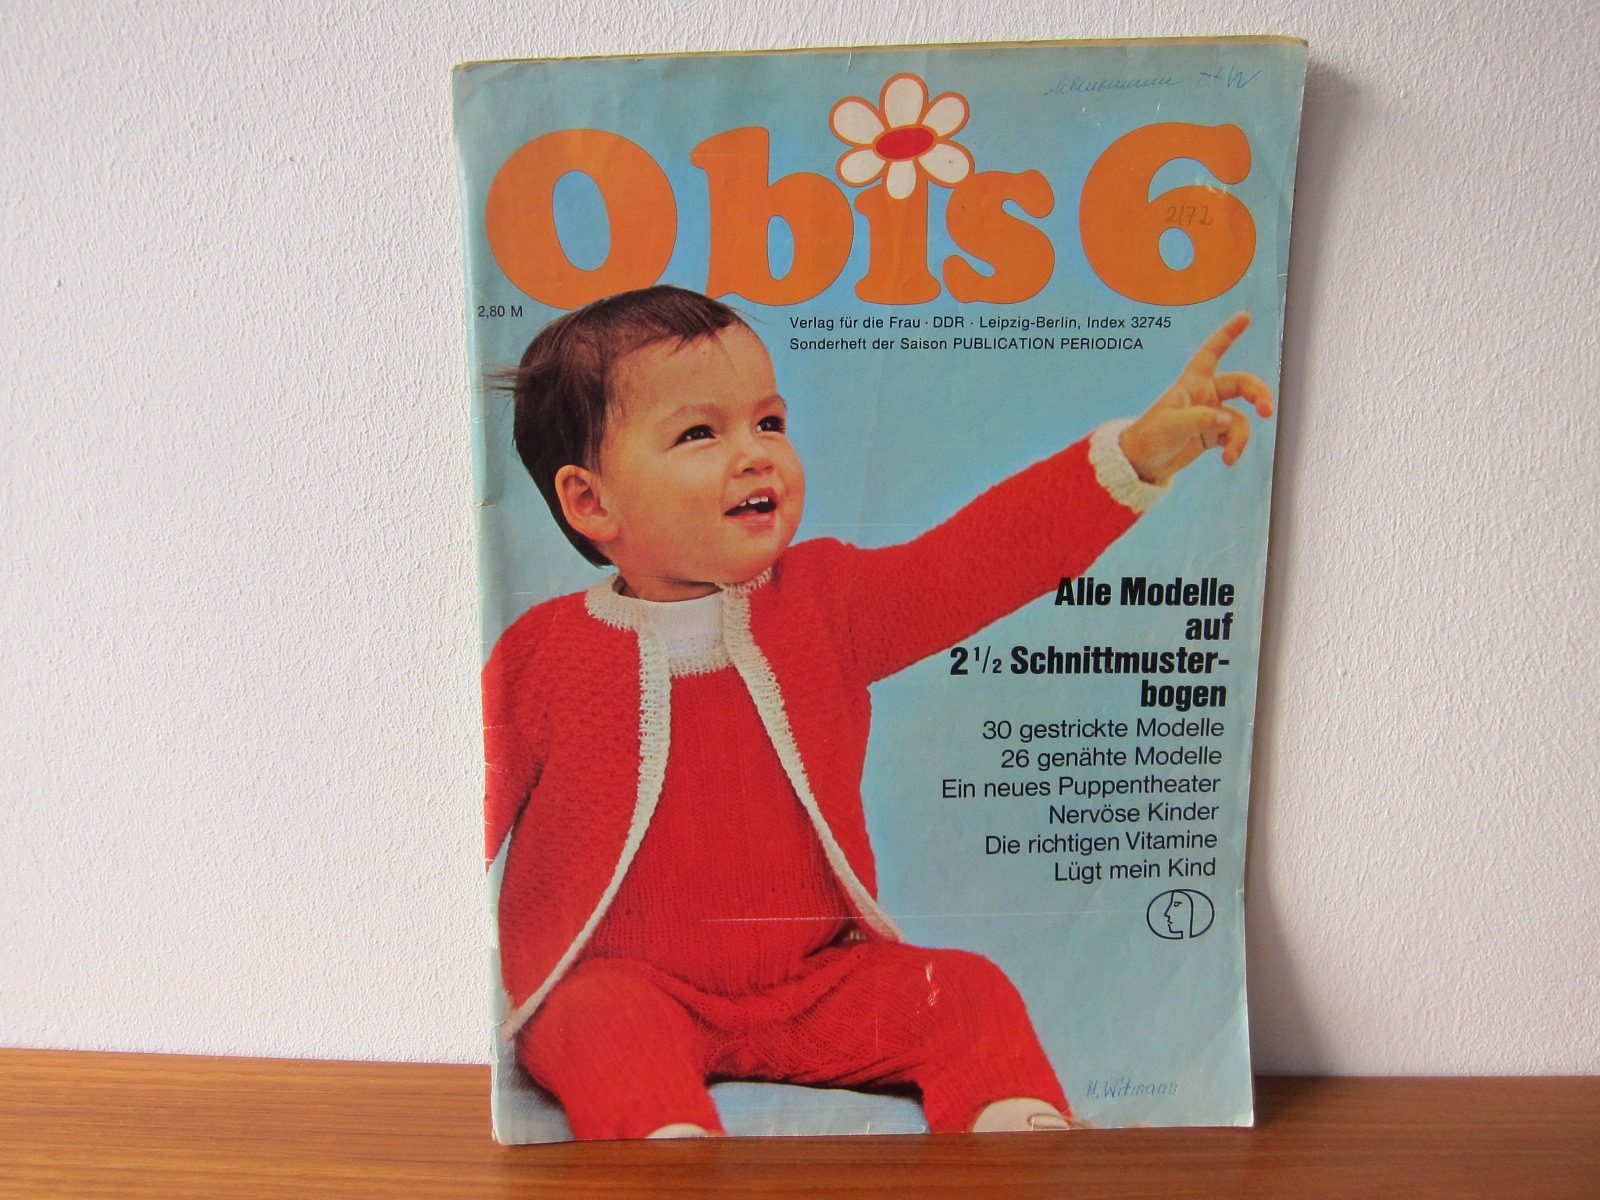 0 bis 6
2172
2,80 M
Verlag für die Frau · DDR · Leipzig-Berlin, Index 32745
Sonderheft der Saison PUBLICATION PERIODICA
Alle Modelle
auf
2 1/2 Schnittmuster-
bogen
30 gestrickte Modelle
26 genähte Modelle
Ein neues Puppentheater
Nervöse Kinder
Die richtigen Vitamine
Lügt mein Kind
H. Witmann